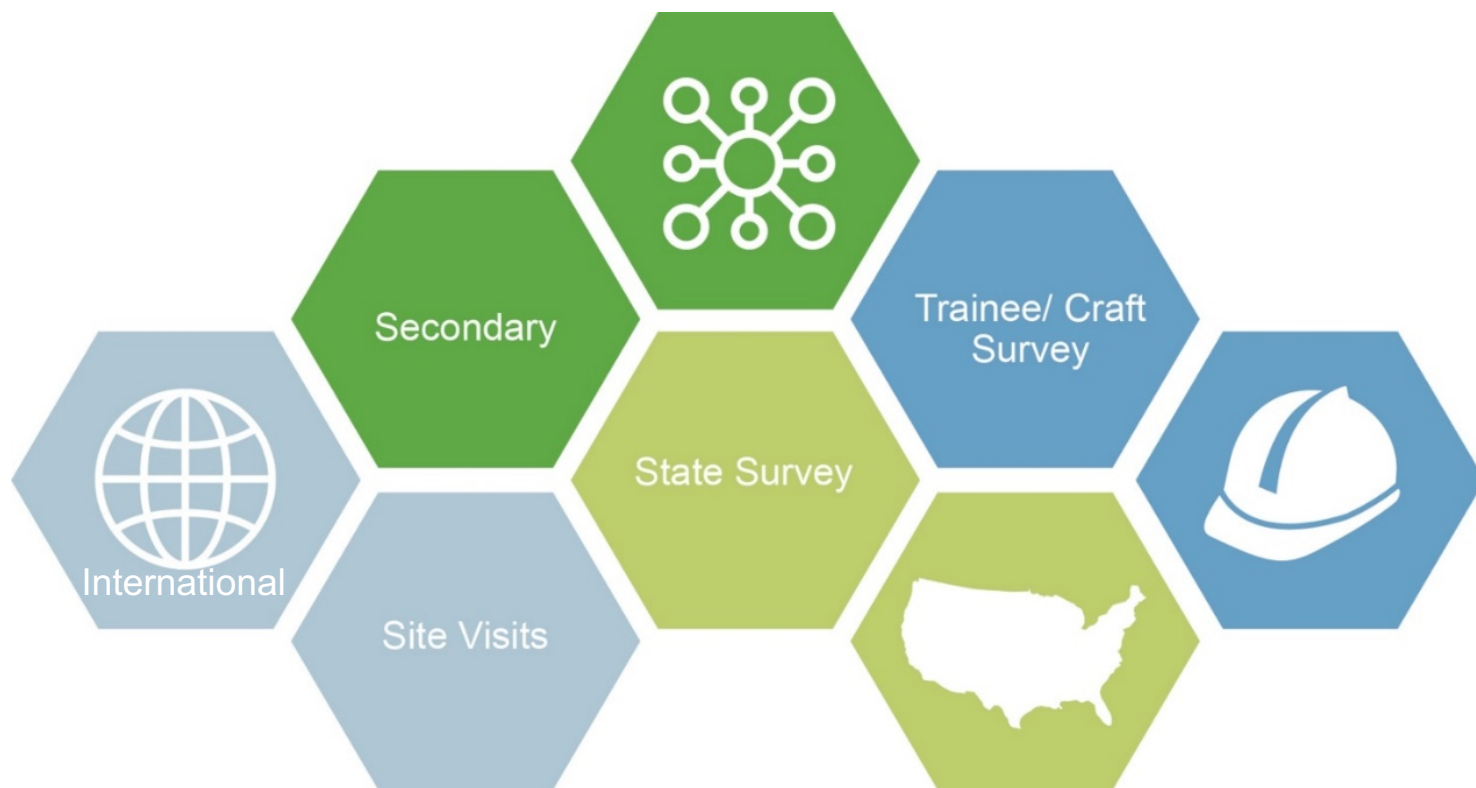 Secondary
Trainee/ Craft
Survey
State Survey
International
Site Visits